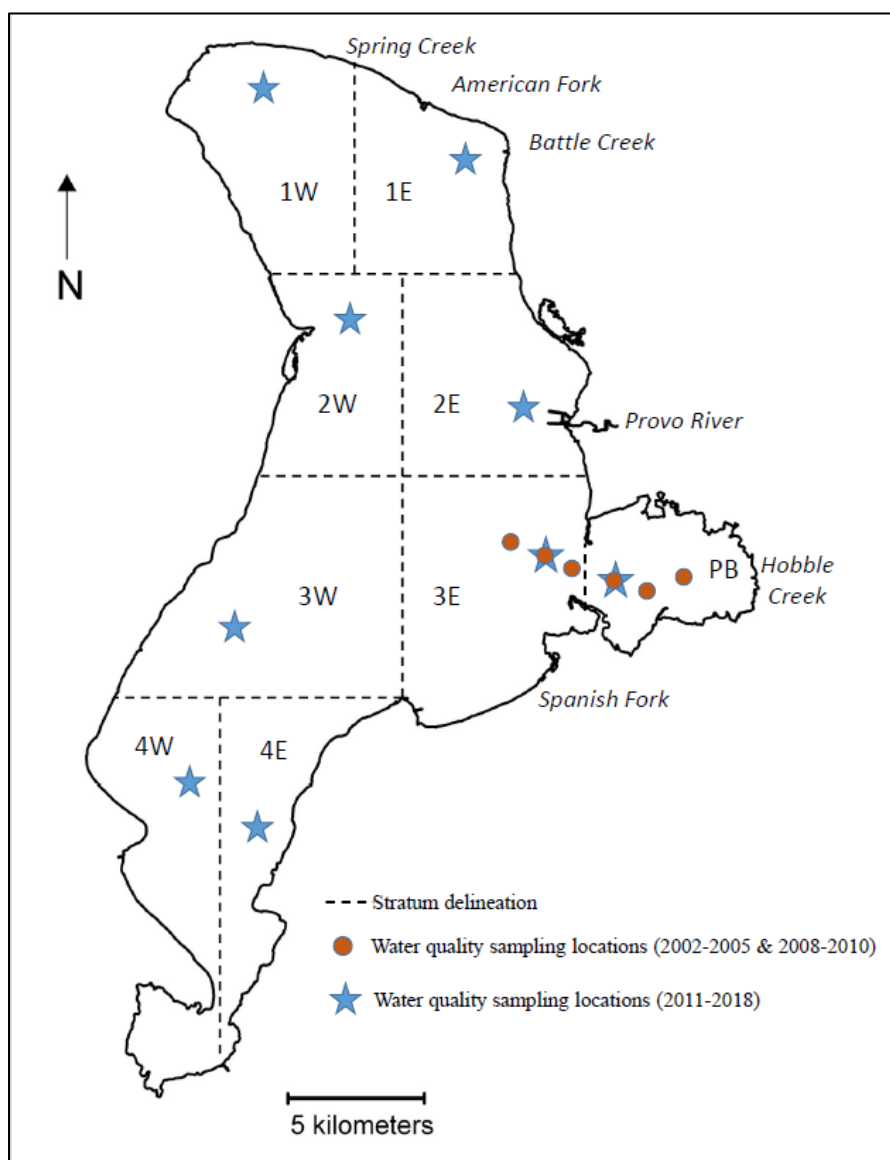 Spring Creek
American Fork
Battle Creek
1W
1E
N
2W
2E
Provo River
PB
Hobble
Creek
3W
3E
Spanish Fork
4W
4E
Stratum delineation
Water quality sampling locations (2002-2005 & 2008-2010)
Water quality sampling locations (2011-2018)
5 kilometers